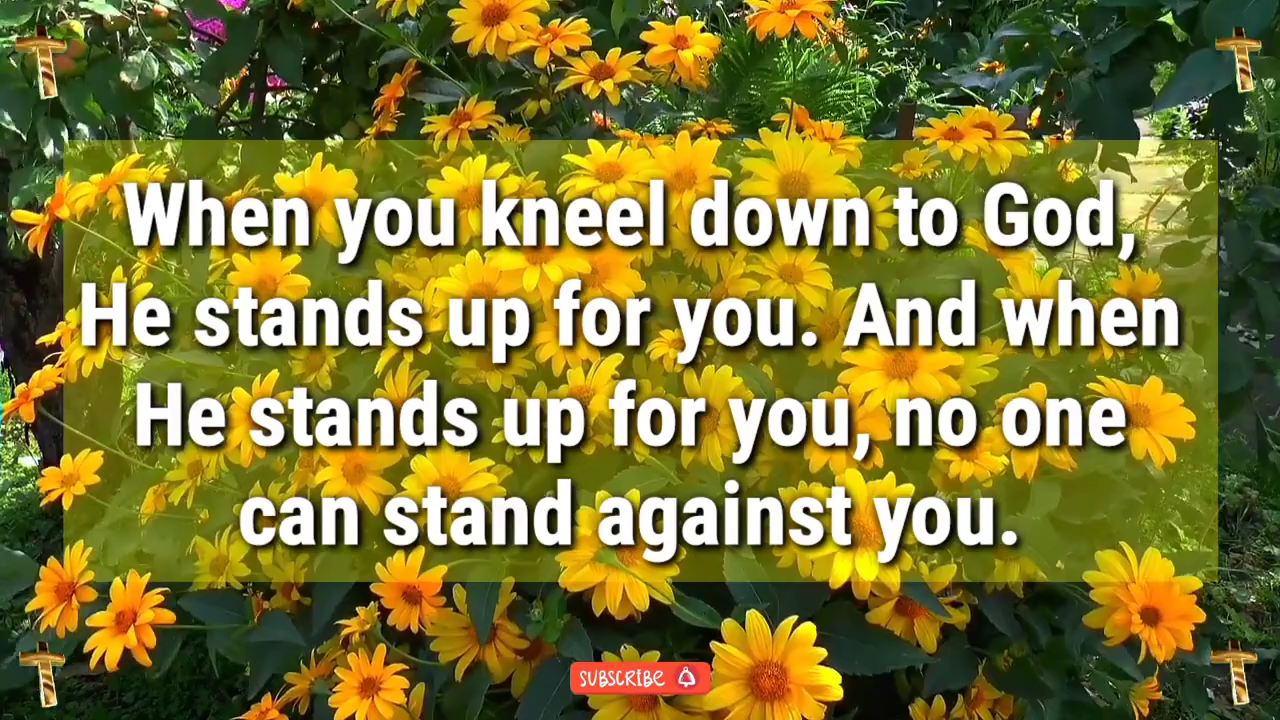 When you kneel down to God,
He stands up for you. And when
He stands up for you, no one
can stand against you.
SUBSCRIBE